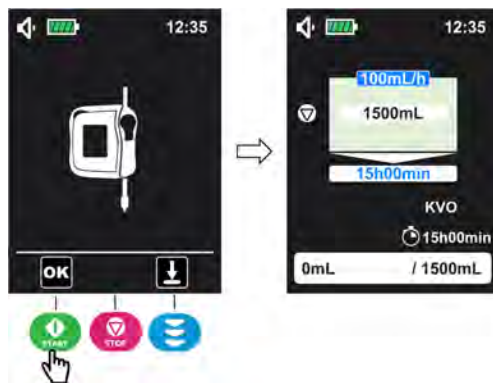 12:35
OK
START
STOP
12:35
100mL/h
1500mL
15h00min
KVO
15h00min
0mL / 1500mL